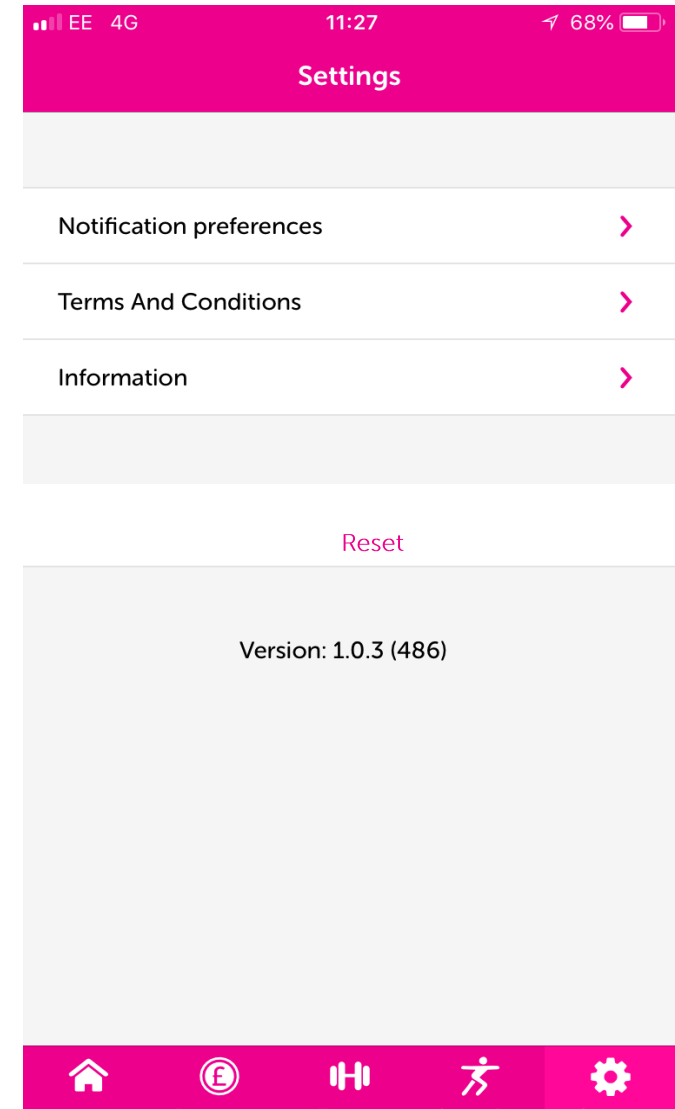 EE 4G 11:27 68%
Settings
Notification preferences
Terms And Conditions
Information
Reset
Version: 1.0.3 (486)
£